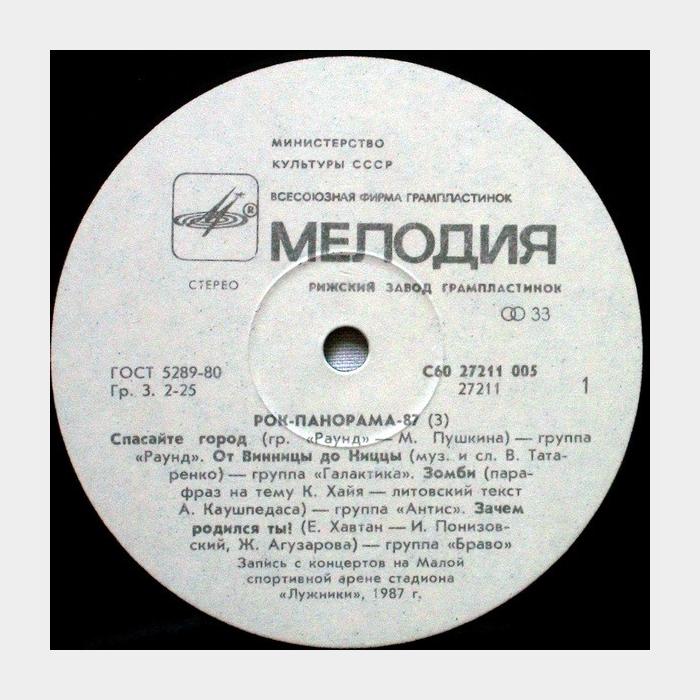 МИНИСТЕРСТВО
КУЛЬТУРЫ СССР
ВСЕСОЮЗНАЯ ФИРМА ГРАМПЛАСТИНОК
®
МЕЛОДИЯ
СТЕРЕО
РИЖСКИЙ ЗАВОД ГРАМПЛАСТИНОК
33
ГОСТ 5289-80
Гр. 3. 2-25
С60 27211 005
27211
1
РОК-ПАНОРАМА-87 (3)
Спасайте город (гр. «Раунд» — М. Пушкина) — группа
«Раунд». От Винницы до Ниццы (муз. и сл. В. Тата-
ренко) — группа «Галактика». Зомби (пара-
фраз на тему К. Хайя — литовский текст
А. Каушпедаса) — группа «Антис». Зачем
родился ты! (Е. Хавтан — И. Понизов-
ский, Ж. Агузарова) — группа «Браво»
Запись с концертов на Малой
спортивной арене стадиона
«Лужники», 1987 г.